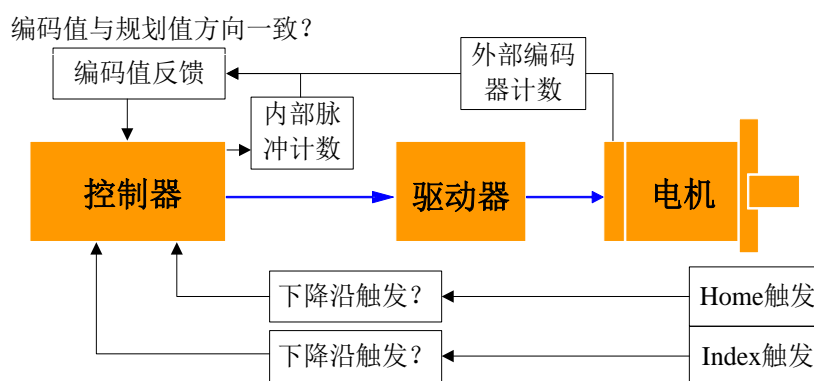 编码值与规划值方向一致？
编码值反馈
外部编码
器计数
内部脉
冲计数
控制器
驱动器
电机
下降沿触发？
Home触发
下降沿触发？
Index触发